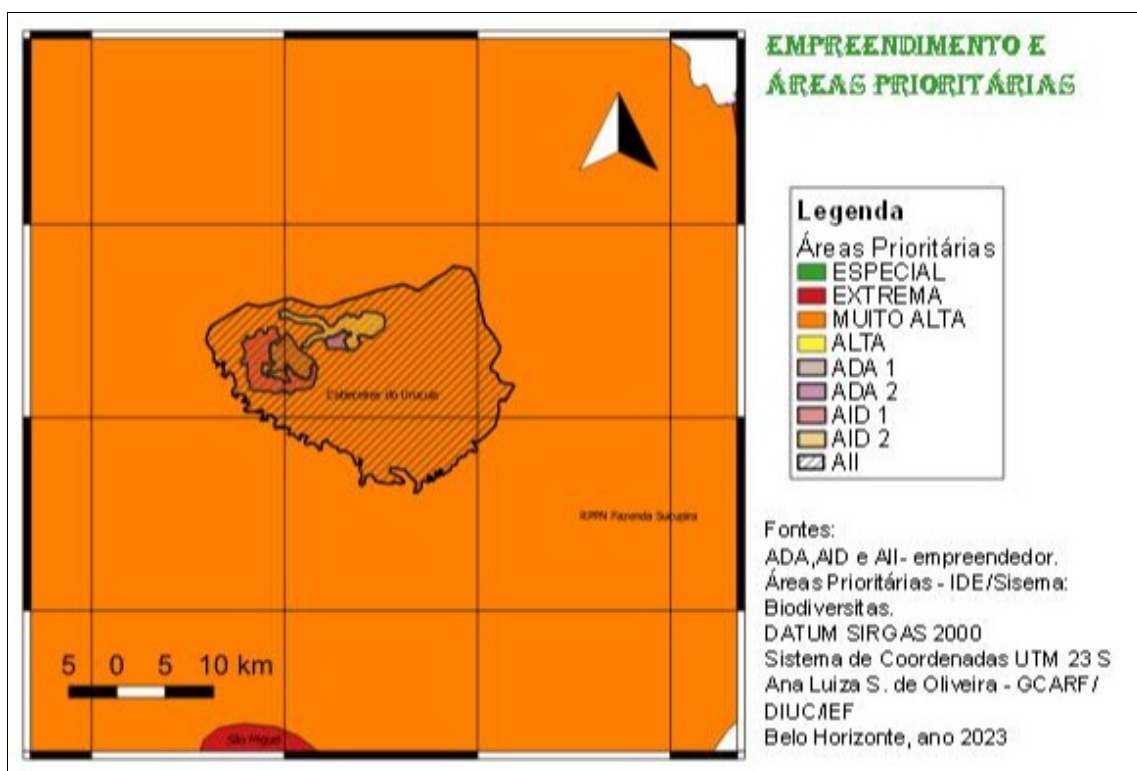 EMPREENDIMENTO E
ÁREAS PRIORITÁRIAS
Legenda
Áreas Prioritárias
ESPECIAL
EXTREMA
MUITO ALTA
ALTA
ADA 1
ADA 2
AID 1
AID 2
AII
Cabeceiras do Urucuia
RPPN Fazenda Sucupira
São Miguel
5 0 5 10 km
Fontes:
ADA,AID e AII- empreendedor.
Áreas Prioritárias - IDE/Sisema:
Biodiversitas.
DATUM SIRGAS 2000
Sistema de Coordenadas UTM 23 S
Ana Luiza S. de Oliveira - GCARF/
DIUC/IEF
Belo Horizonte, ano 2023